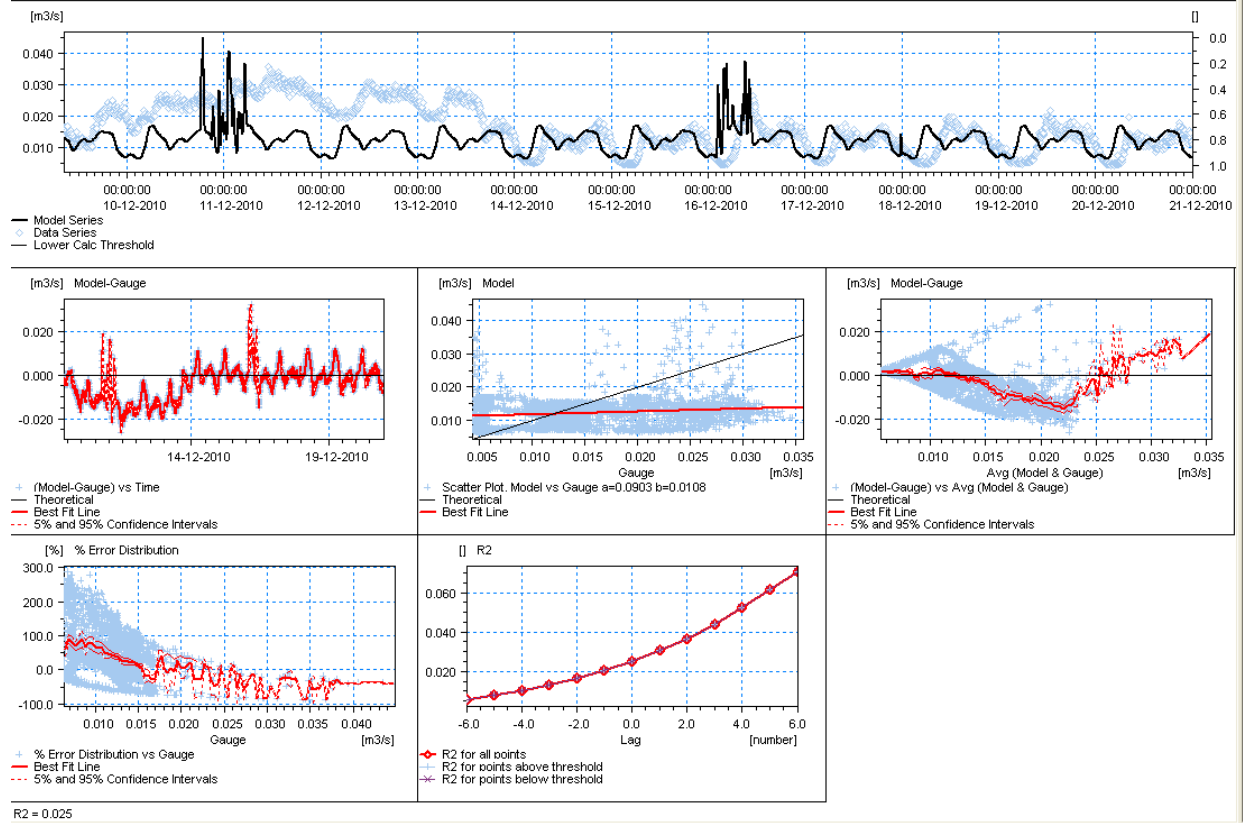 [m3/s] []
0.040 0.0
0.030 0.2
0.020 0.4
0.010 0.6
0.8
1.0
00:00:00 00:00:00 00:00:00 00:00:00 00:00:00 00:00:00 00:00:00 00:00:00 00:00:00 00:00:00 00:00:00 00:00:00
10-12-2010 11-12-2010 12-12-2010 13-12-2010 14-12-2010 15-12-2010 16-12-2010 17-12-2010 18-12-2010 19-12-2010 20-12-2010 21-12-2010
Model Series
Data Series
Lower Calc Threshold
[m3/s] Model-Gauge
0.020
0.000
-0.020
14-12-2010 19-12-2010
(Model-Gauge) vs Time
Theoretical
Best Fit Line
5% and 95% Confidence Intervals
[m3/s] Model
0.040
0.030
0.020
0.010
0.005 0.010 0.015 0.020 0.025 0.030 0.035
Gauge [m3/s]
Scatter Plot. Model vs Gauge a=0.0903 b=0.0108
Theoretical
Best Fit Line
[m3/s] Model-Gauge
0.020
0.000
-0.020
0.010 0.015 0.020 0.025 0.030 0.035
Avg (Model & Gauge) [m3/s]
(Model-Gauge) vs Avg (Model & Gauge)
Theoretical
Best Fit Line
5% and 95% Confidence Intervals
[%] % Error Distribution
300.0
200.0
100.0
0.0
-100.0
0.010 0.015 0.020 0.025 0.030 0.035 0.040
Gauge [m3/s]
% Error Distribution vs Gauge
Best Fit Line
5% and 95% Confidence Intervals
[] R2
0.060
0.040
0.020
-6.0 -4.0 -2.0 0.0 2.0 4.0 6.0
Lag [number]
R2 for all points
R2 for points above threshold
R2 for points below threshold
R2 = 0.025